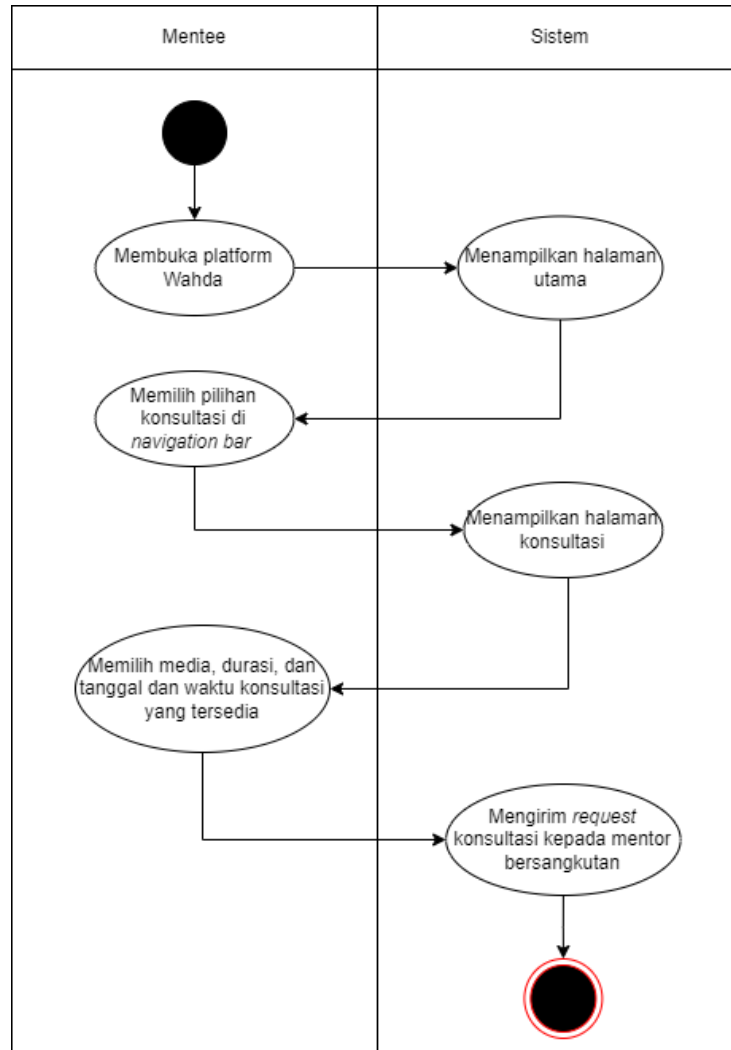 Mentee
Sistem
Membuka platform
Wahda
Menampilkan halaman
utama
Memilih pilihan
konsultasi di
navigation bar
Menampilkan halaman
konsultasi
Memilih media, durasi, dan
tanggal dan waktu konsultasi
yang tersedia
Mengirim request
konsultasi kepada mentor
bersangkutan